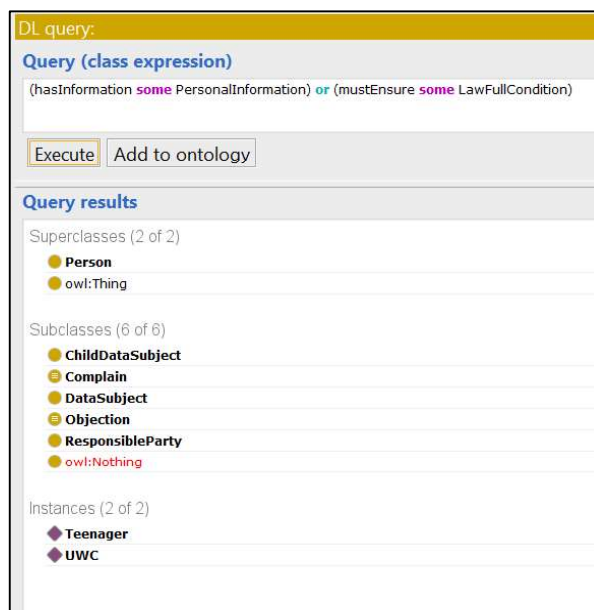 DL query:
Query (class expression)
(hasInformation some PersonalInformation) or (mustEnsure some LawFullCondition)
Execute Add to ontology
Query results
Superclasses (2 of 2)
Person
owl:Thing
Subclasses (6 of 6)
ChildDataSubject
Complain
DataSubject
Objection
ResponsibleParty
owl:Nothing
Instances (2 of 2)
Teenager
UWC